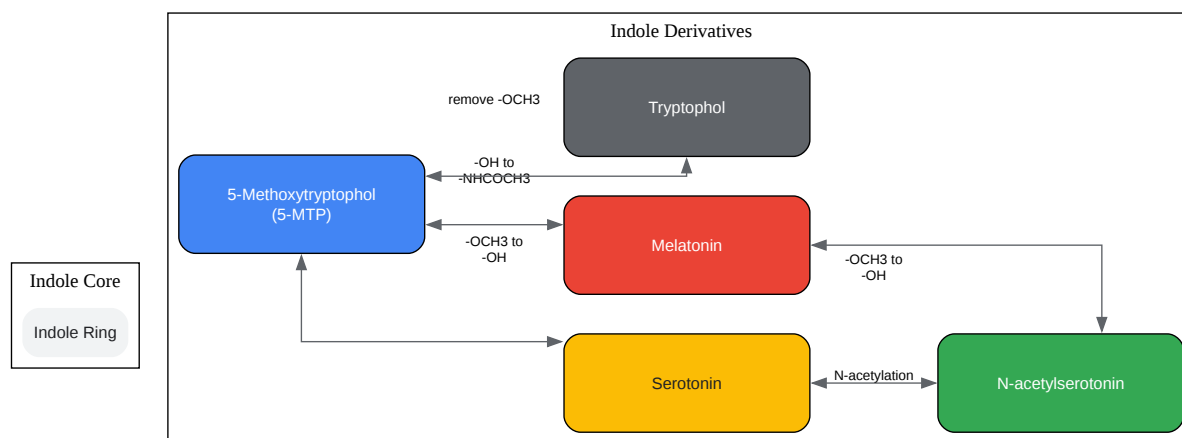 Indole Derivatives
remove -OCH3
Tryptophol
-OH to
-NHCOCH3
5-Methoxytryptophol
(5-MTP)
-OCH3 to
-OH
Melatonin
-OCH3 to
-OH
Indole Core
Indole Ring
Serotonin
N-acetylation
N-acetylserotonin